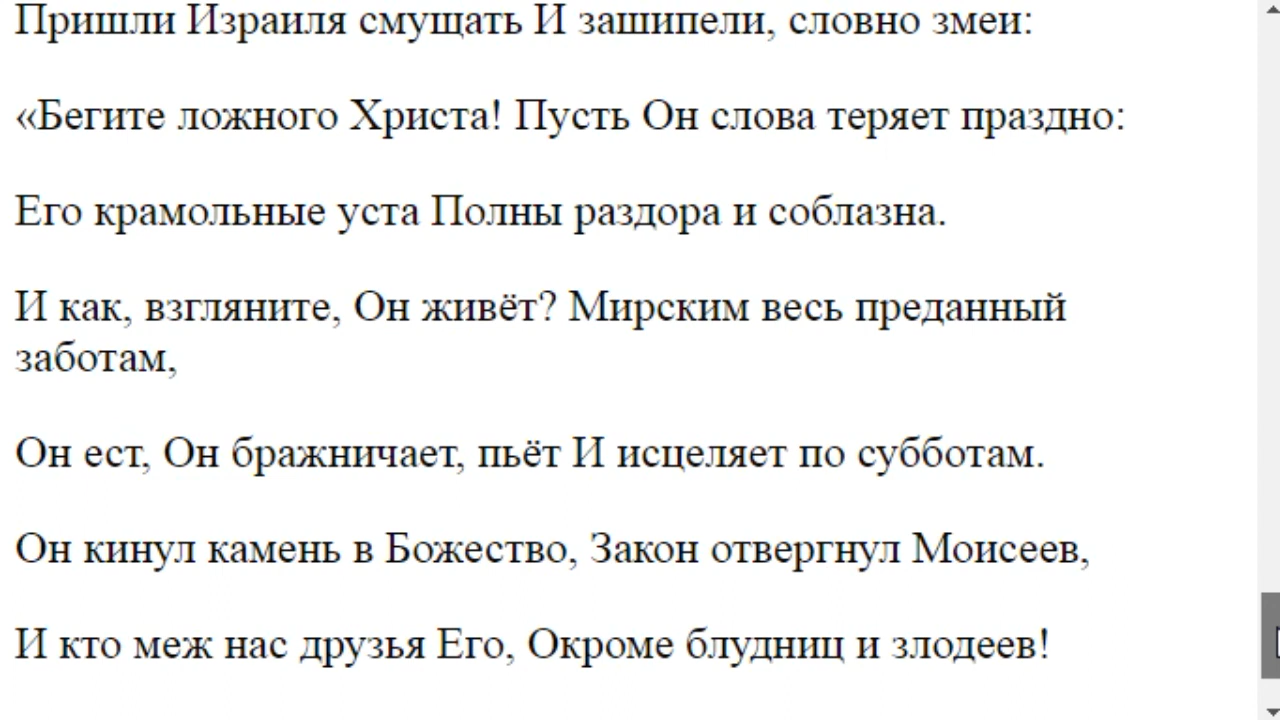 Пришли Израиля смущать И зашипели, словно змеи:
«Бегите ложного Христа! Пусть Он слова теряет праздно:
Его крамольные уста Полны раздора и соблазна.
И как, взгляните, Он живёт? Мирским весь преданный
заботам,
Он ест, Он бражничает, пьёт И исцеляет по субботам.
Он кинул камень в Божество, Закон отвергнул Моисеев,
И кто меж нас друзья Его, Окроме блудниц и злодеев!